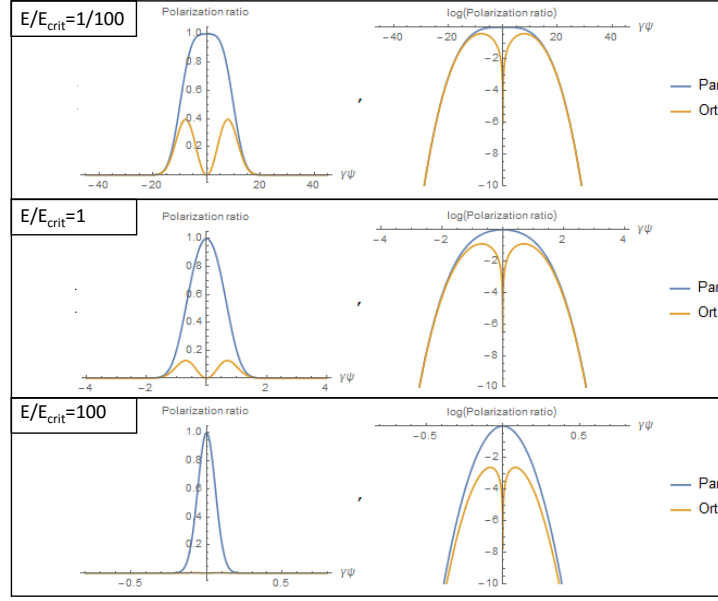 E/E_crit=1/100
Polarization ratio
1.0
0.8
0.6
0.4
0.2
-40 -20 20 40 γψ
,
log(Polarization ratio)
-40 -20 20 40 γψ
-2
-4
-6
-8
-10
Par
Ort
E/E_crit=1
Polarization ratio
1.0
0.8
0.6
0.4
0.2
-4 -2 2 4 γψ
,
log(Polarization ratio)
-4 -2 2 4 γψ
-2
-4
-6
-8
-10
Par
Ort
E/E_crit=100
Polarization ratio
1.0
0.8
0.6
0.4
0.2
-0.5 0.5 γψ
,
log(Polarization ratio)
-0.5 0.5 γψ
-2
-4
-6
-8
-10
Par
Ort